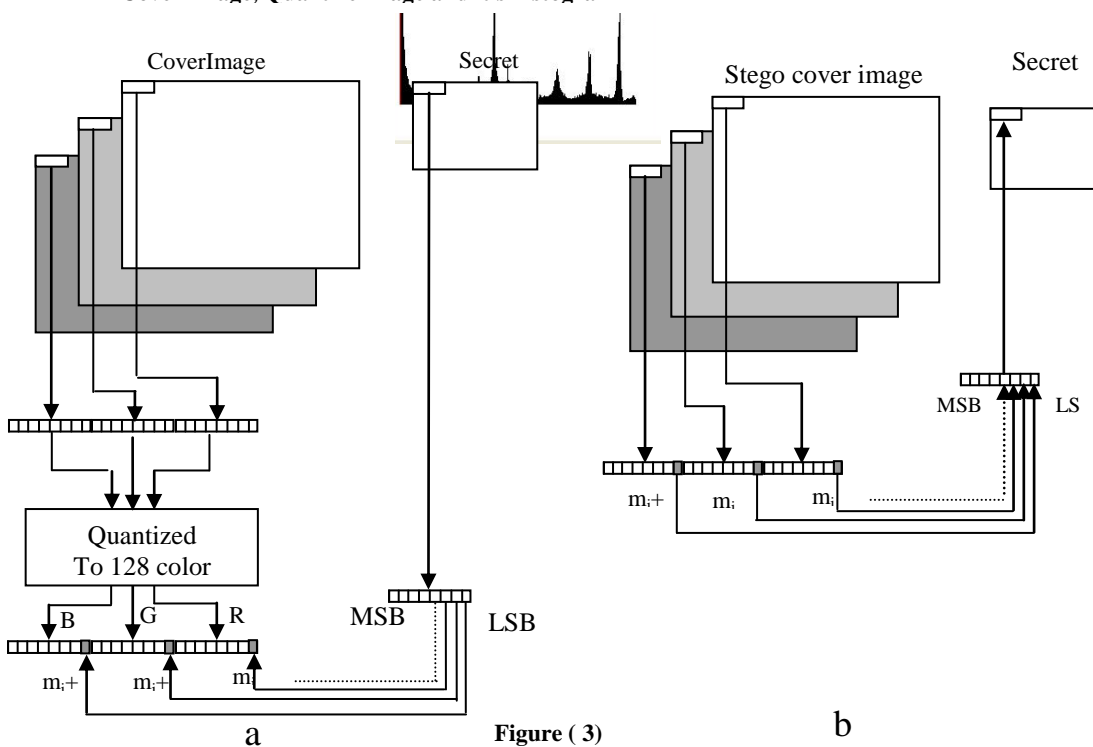 CoverImage
Secret
Stego cover image
Secret
MSB
LS
mᵢ+
mᵢ
mᵢ
Quantized
To 128 color
B
G
R
MSB
LSB
mᵢ+
mᵢ+
mᵢ
a
Figure ( 3)
b